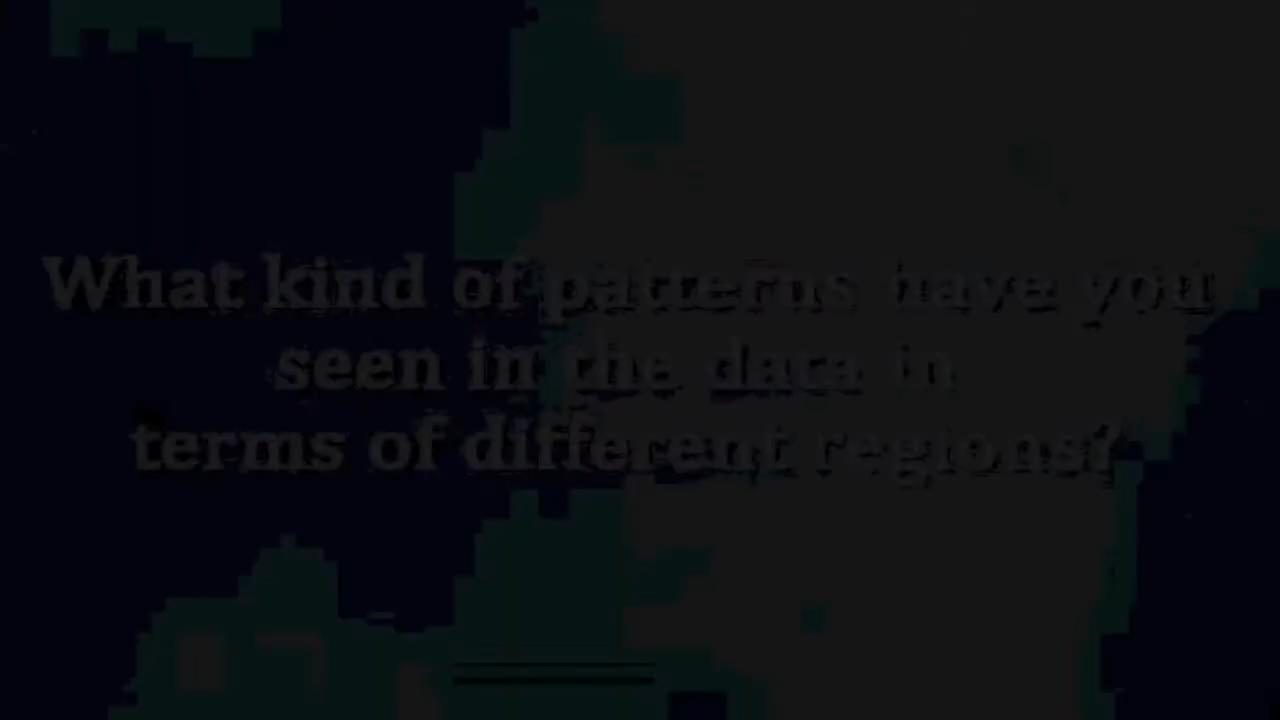 What kind of patterns have you
seen in the data in
terms of different regions?